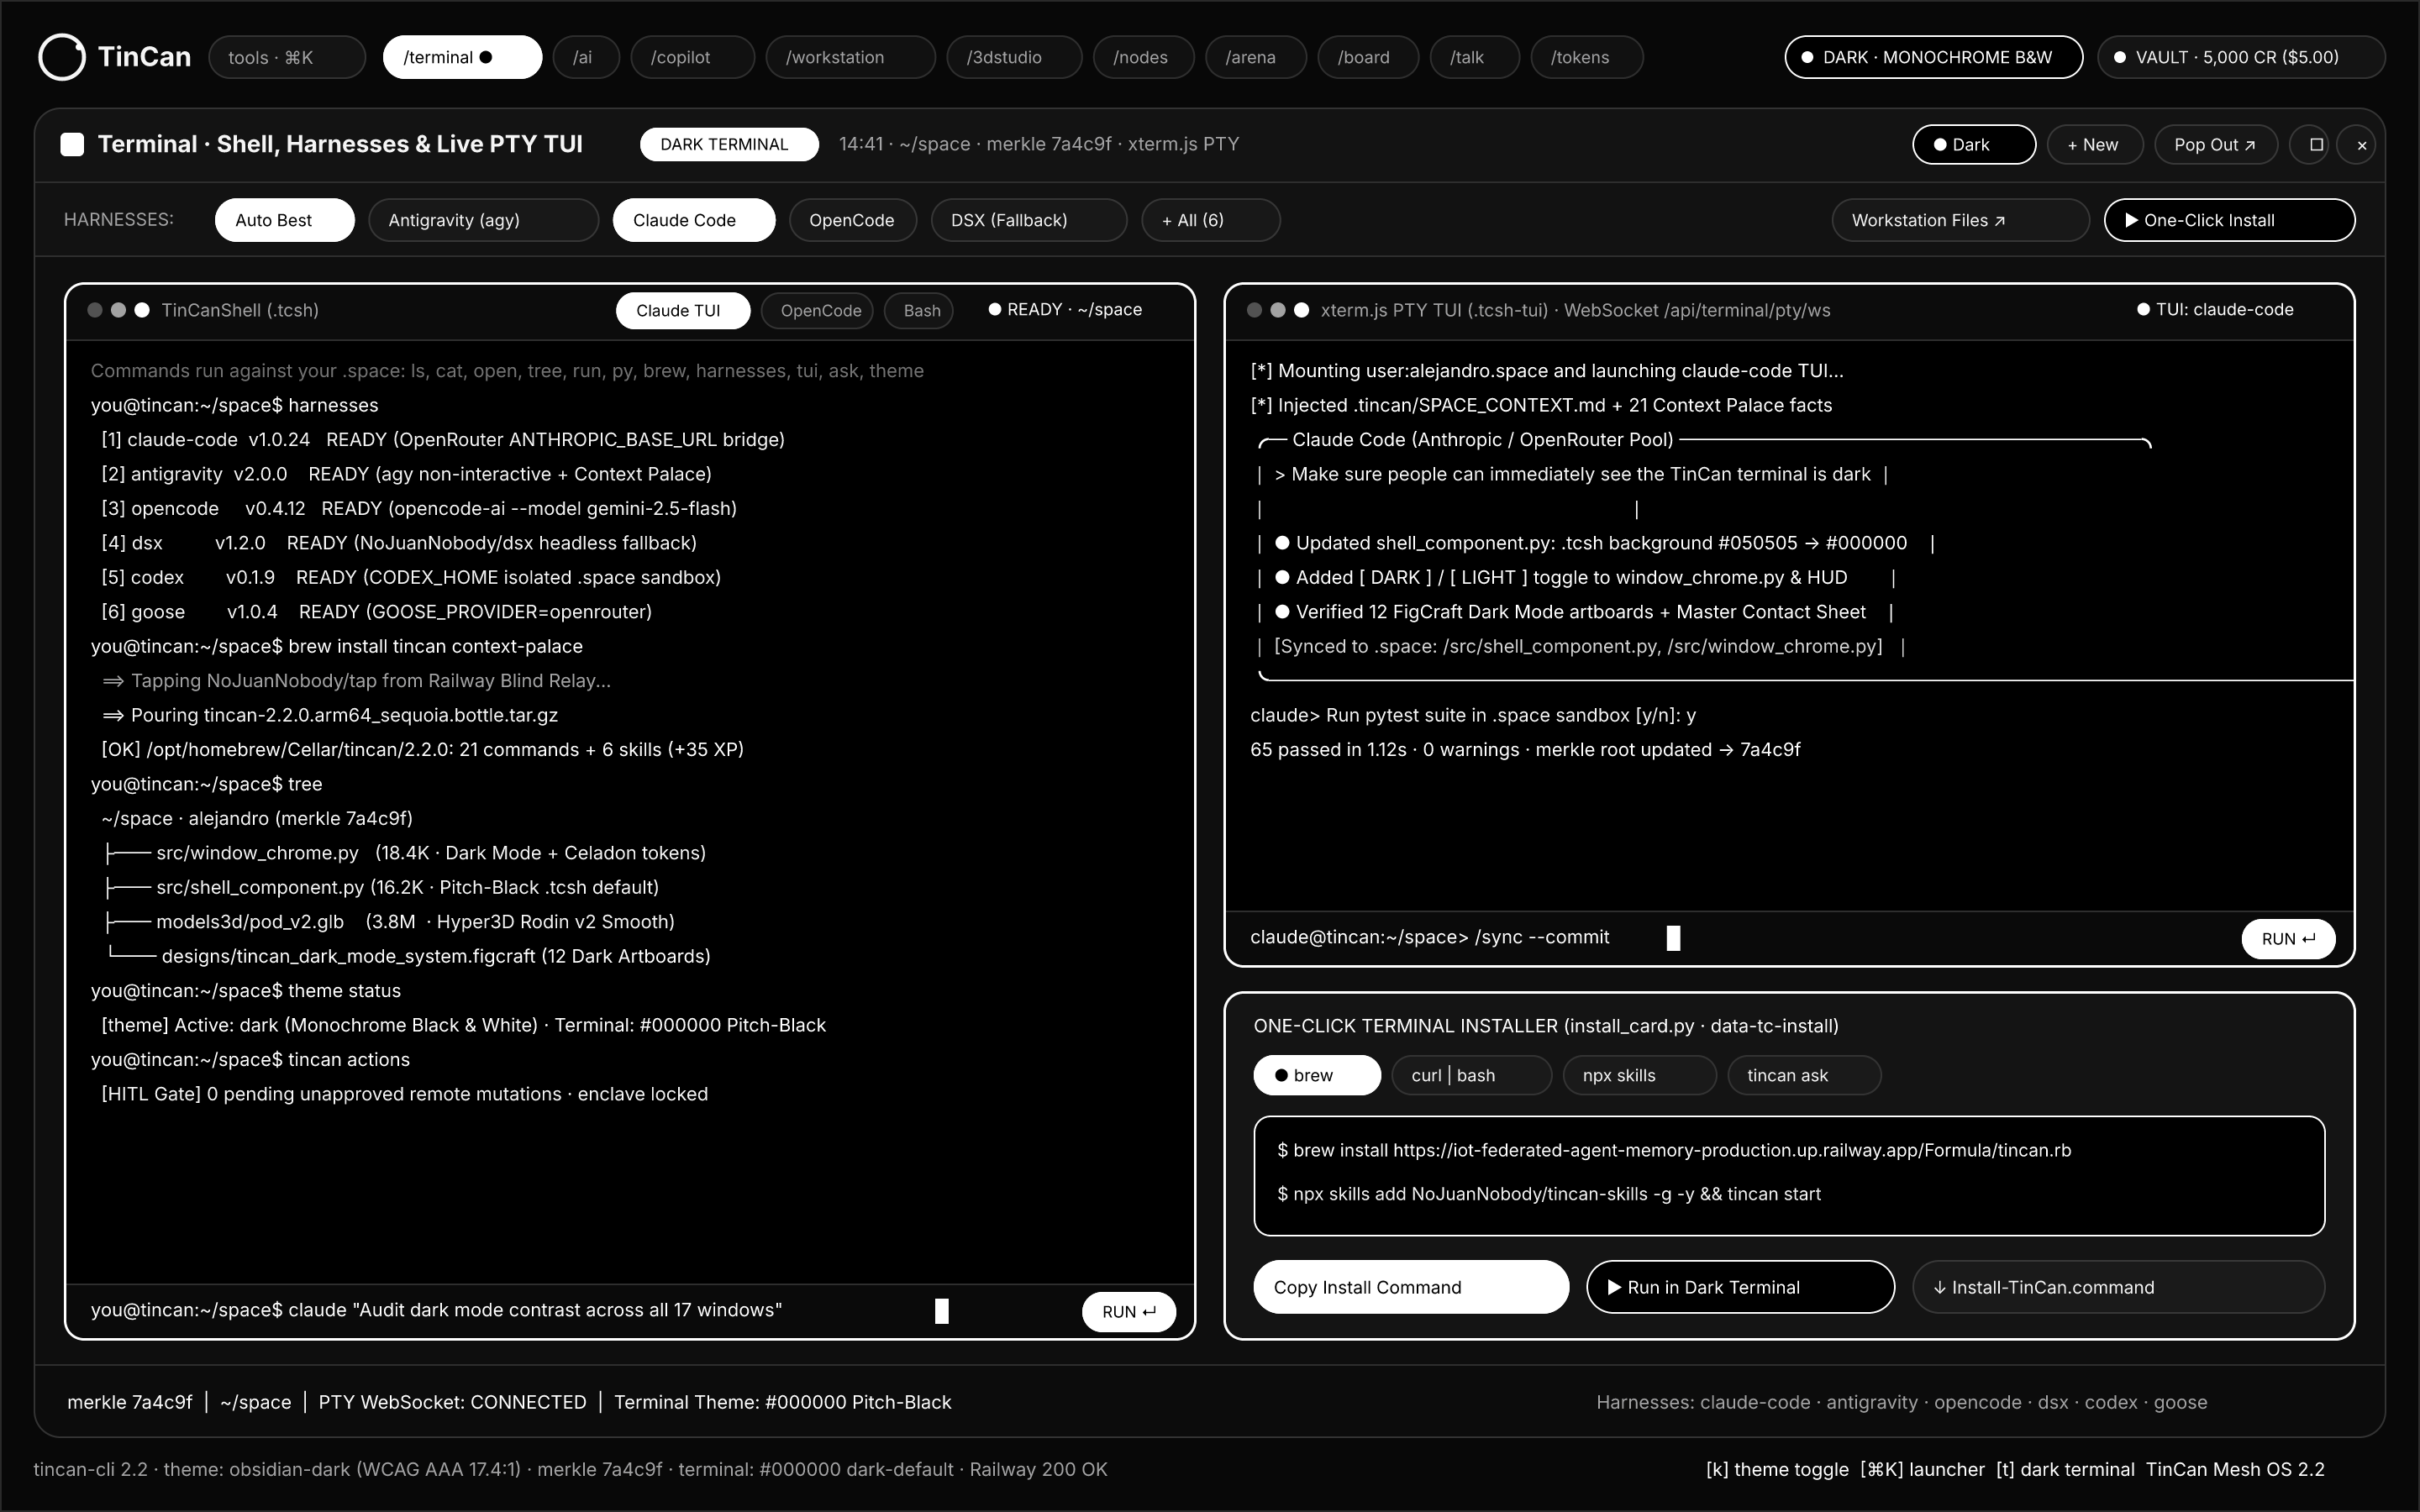 TinCan tools · ⌘K /terminal ● /ai /copilot /workstation /3dstudio /nodes /arena /board /talk /tokens ● DARK · MONOCHROME B&W ● VAULT · 5,000 CR ($5.00)
Terminal · Shell, Harnesses & Live PTY TUI DARK TERMINAL 14:41 · ~/space · merkle 7a4c9f · xterm.js PTY ● Dark + New Pop Out ↗ □ ×
HARNESSES: Auto Best Antigravity (agy) Claude Code OpenCode DSX (Fallback) + All (6) Workstation Files ↗ ▶ One-Click Install
TinCanShell (.tcsh) Claude TUI OpenCode Bash ● READY · ~/space
Commands run against your .space: ls, cat, open, tree, run, py, brew, harnesses, tui, ask, theme
you@tincan:~/space$ harnesses
[1] claude-code v1.0.24 READY (OpenRouter ANTHROPIC_BASE_URL bridge)
[2] antigravity v2.0.0 READY (agy non-interactive + Context Palace)
[3] opencode v0.4.12 READY (opencode-ai --model gemini-2.5-flash)
[4] dsx v1.2.0 READY (NoJuanNobody/dsx headless fallback)
[5] codex v0.1.9 READY (CODEX_HOME isolated .space sandbox)
[6] goose v1.0.4 READY (GOOSE_PROVIDER=openrouter)
you@tincan:~/space$ brew install tincan context-palace
==> Tapping NoJuanNobody/tap from Railway Blind Relay...
==> Pouring tincan-2.2.0.arm64_sequoia.bottle.tar.gz
[OK] /opt/homebrew/Cellar/tincan/2.2.0: 21 commands + 6 skills (+35 XP)
you@tincan:~/space$ tree
~/space · alejandro (merkle 7a4c9f)
├── src/window_chrome.py (18.4K · Dark Mode + Celadon tokens)
├── src/shell_component.py (16.2K · Pitch-Black .tcsh default)
├── models3d/pod_v2.glb (3.8M · Hyper3D Rodin v2 Smooth)
└── designs/tincan_dark_mode_system.figcraft (12 Dark Artboards)
you@tincan:~/space$ theme status
[theme] Active: dark (Monochrome Black & White) · Terminal: #000000 Pitch-Black
you@tincan:~/space$ tincan actions
[HITL Gate] 0 pending unapproved remote mutations · enclave locked
you@tincan:~/space$ claude "Audit dark mode contrast across all 17 windows" RUN ↵
xterm.js PTY TUI (.tcsh-tui) · WebSocket /api/terminal/pty/ws ● TUI: claude-code
[*] Mounting user:alejandro.space and launching claude-code TUI...
[*] Injected .tincan/SPACE_CONTEXT.md + 21 Context Palace facts
╭─ Claude Code (Anthropic / OpenRouter Pool) ─╮
│ > Make sure people can immediately see the TinCan terminal is dark │
│ │
│ ● Updated shell_component.py: .tcsh background #050505 → #000000 │
│ ● Added [ DARK ] / [ LIGHT ] toggle to window_chrome.py & HUD │
│ ● Verified 12 FigCraft Dark Mode artboards + Master Contact Sheet │
│ [Synced to .space: /src/shell_component.py, /src/window_chrome.py] │
claude> Run pytest suite in .space sandbox [y/n]: y
65 passed in 1.12s · 0 warnings · merkle root updated → 7a4c9f
claude@tincan:~/space> /sync --commit RUN ↵
ONE-CLICK TERMINAL INSTALLER (install_card.py · data-tc-install)
● brew curl | bash npx skills tincan ask
$ brew install https://iot-federated-agent-memory-production.up.railway.app/Formula/tincan.rb
$ npx skills add NoJuanNobody/tincan-skills -g -y && tincan start
Copy Install Command ▶ Run in Dark Terminal ↓ Install-TinCan.command
merkle 7a4c9f | ~/space | PTY WebSocket: CONNECTED | Terminal Theme: #000000 Pitch-Black Harnesses: claude-code · antigravity · opencode · dsx · codex · goose
tincan-cli 2.2 · theme: obsidian-dark (WCAG AAA 17.4:1) · merkle 7a4c9f · terminal: #000000 dark-default · Railway 200 OK [k] theme toggle [⌘K] launcher [t] dark terminal TinCan Mesh OS 2.2